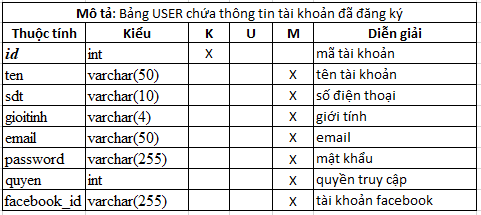 Mô tả: Bảng USER chứa thông tin tài khoản đã đăng ký
Thuộc tính Kiểu K U M Diễn giải
id int X mã tài khoản
ten varchar(50) X tên tài khoản
sdt varchar(10) X số điện thoại
gioitinh varchar(4) X giới tính
email varchar(50) X email
password varchar(255) X mật khẩu
quyen int X quyền truy cập
facebook_id varchar(255) X tài khoản facebook